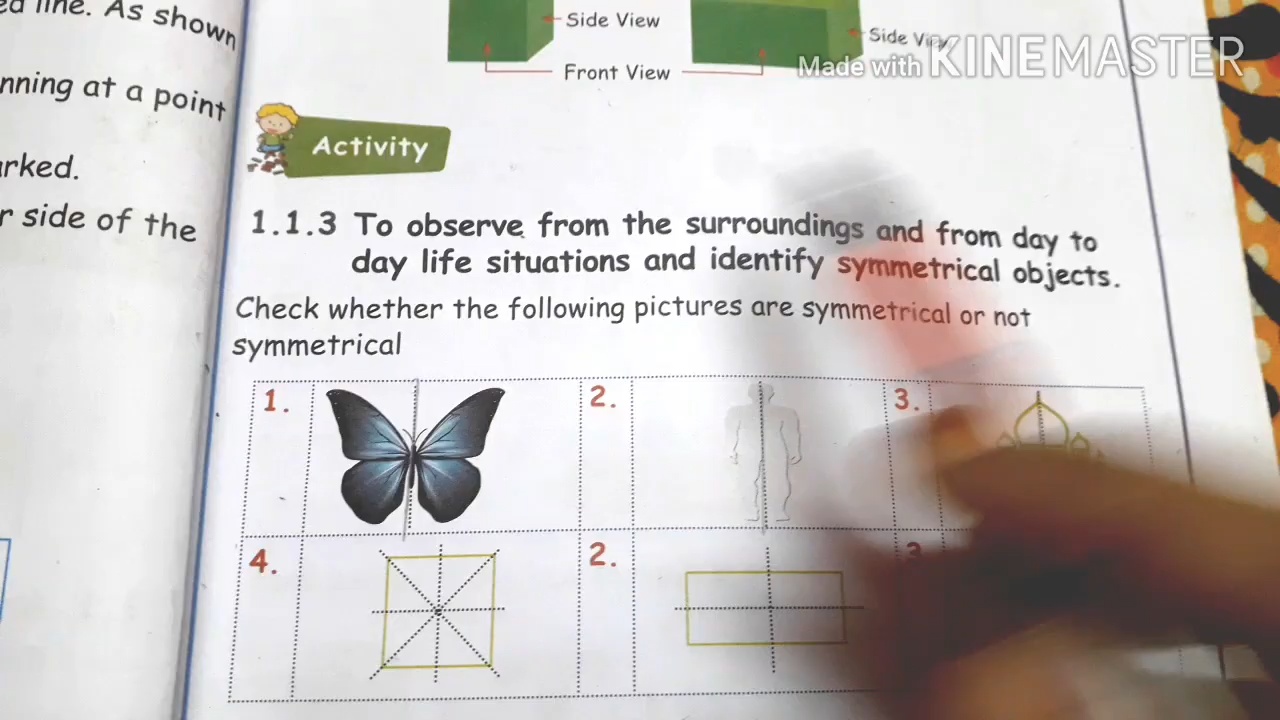 ed line. As shown
nning at a point
arked.
r side of the
Side View
Side View
Front View
Made with KINEMASTER
Activity
1.1.3 To observe from the surroundings and from day to
day life situations and identify symmetrical objects.
Check whether the following pictures are symmetrical or not
symmetrical
1.
2.
3.
4.
2.
3.